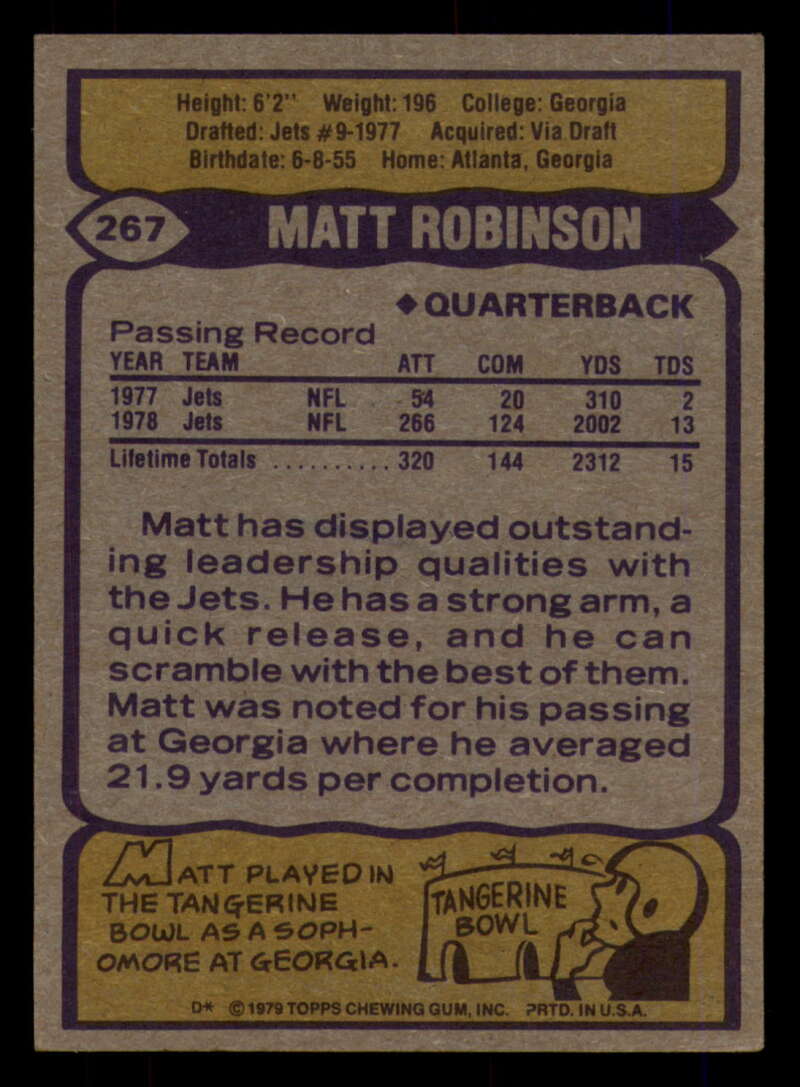 Height: 6'2" Weight: 196 College: Georgia
Drafted: Jets #9-1977 Acquired: Via Draft
Birthdate: 6-8-55 Home: Atlanta, Georgia
267 MATT ROBINSON
◆ QUARTERBACK
Passing Record
YEAR TEAM ATT COM YDS TDS
1977 Jets NFL 54 20 310 2
1978 Jets NFL 266 124 2002 13
Lifetime Totals .......... 320 144 2312 15
Matt has displayed outstand-
ing leadership qualities with
the Jets. He has a strong arm, a
quick release, and he can
scramble with the best of them.
Matt was noted for his passing
at Georgia where he averaged
21.9 yards per completion.
MATT PLAYED IN
THE TANGERINE
BOWL AS A SOPH-
OMORE AT GEORGIA.
TANGERINE
BOWL
D* © 1979 TOPPS CHEWING GUM, INC. PRTD. IN U.S.A.